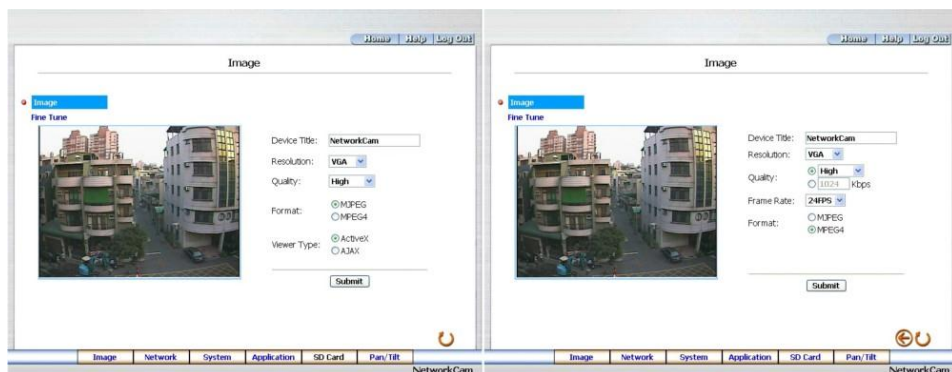 Home | Help | Log Out
Image
Image
Fine Tune
Device Title: NetworkCam
Resolution: VGA
Quality: High
Format: MJPEG
MPEG4
Viewer Type: ActiveX
AJAX
Submit
Image Network System Application SD Card Pan/Tilt
NetworkCam
Home | Help | Log Out
Image
Image
Fine Tune
Device Title: NetworkCam
Resolution: VGA
Quality: High
1024 Kbps
Frame Rate: 24FPS
Format: MJPEG
MPEG4
Submit
Image Network System Application SD Card Pan/Tilt
NetworkCam